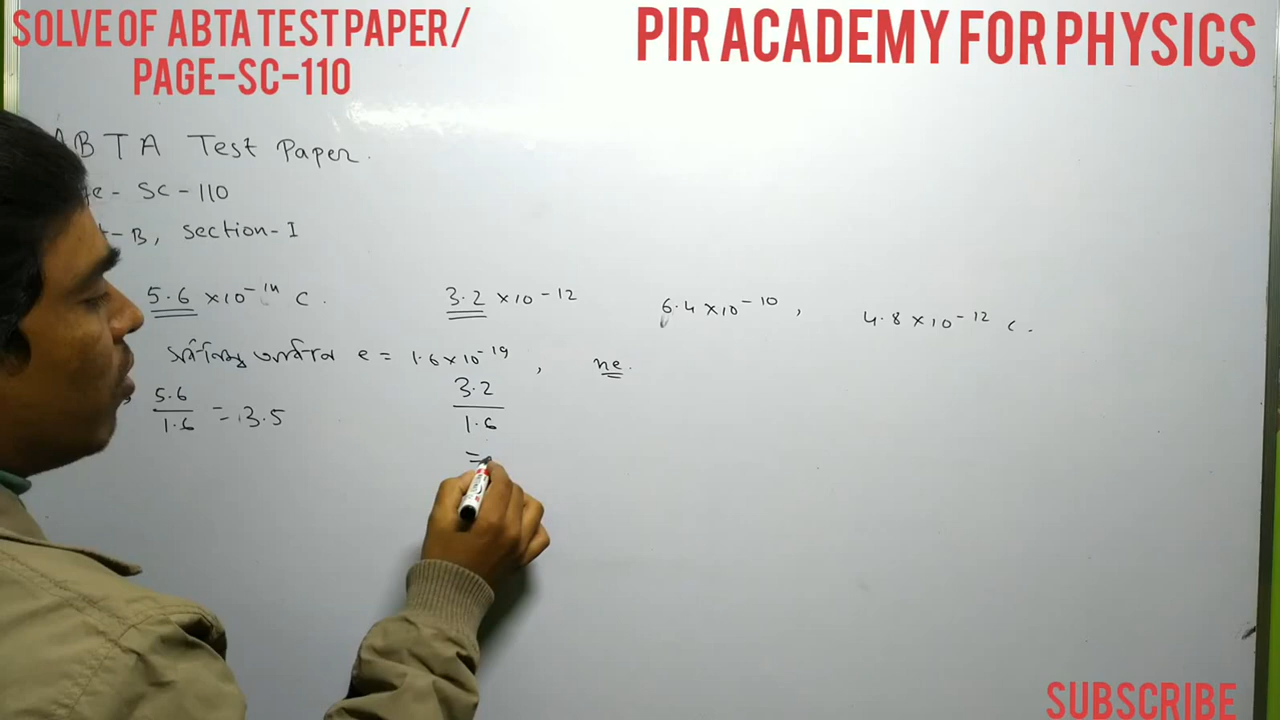 SOLVE OF ABTA TEST PAPER/
PAGE-SC-110
PIR ACADEMY FOR PHYSICS
ABTA Test Paper.
SC-110
B, Section-I
5.6 ×10⁻¹⁴ C.
3.2 ×10⁻¹²
6.4 ×10⁻¹⁰,
4.8 ×10⁻¹² C.
e = 1.6×10⁻¹⁹, ne.
5.6
1.6 = 3.5
3.2
1.6
=
SUBSCRIBE